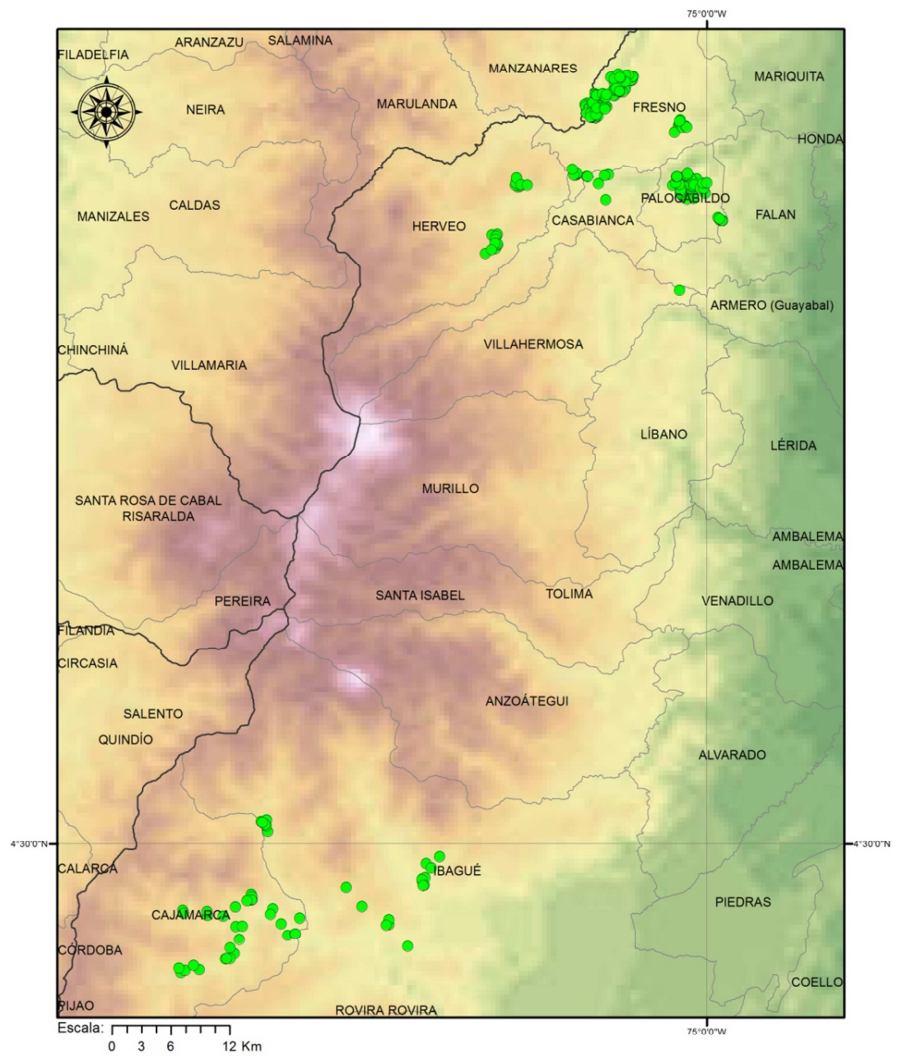 75°0'0"W
ARANZAZU SALAMINA
FILADELFIA
MANZANARES
MARIQUITA
NEIRA
MARULANDA
FRESNO
HONDA
PALOCABILDO
CALDAS
MANIZALES
FALAN
CASABIANCA
HERVEO
ARMERO (Guayabal)
VILLAHERMOSA
CHINCHINÁ
VILLAMARIA
LÍBANO
LÉRIDA
MURILLO
SANTA ROSA DE CABAL
RISARALDA
AMBALEMA
AMBALEMA
TOLIMA
SANTA ISABEL
PEREIRA
VENADILLO
FILANDIA
CIRCASIA
ANZOÁTEGUI
SALENTO
QUINDÍO
ALVARADO
4°30'0"N
4°30'0"N
CALARCA
IBAGUÉ
PIEDRAS
CAJAMARCA
CÓRDOBA
COELLO
PIJAO
ROVIRA ROVIRA
Escala:
0 3 6 12 Km
75°0'0"W